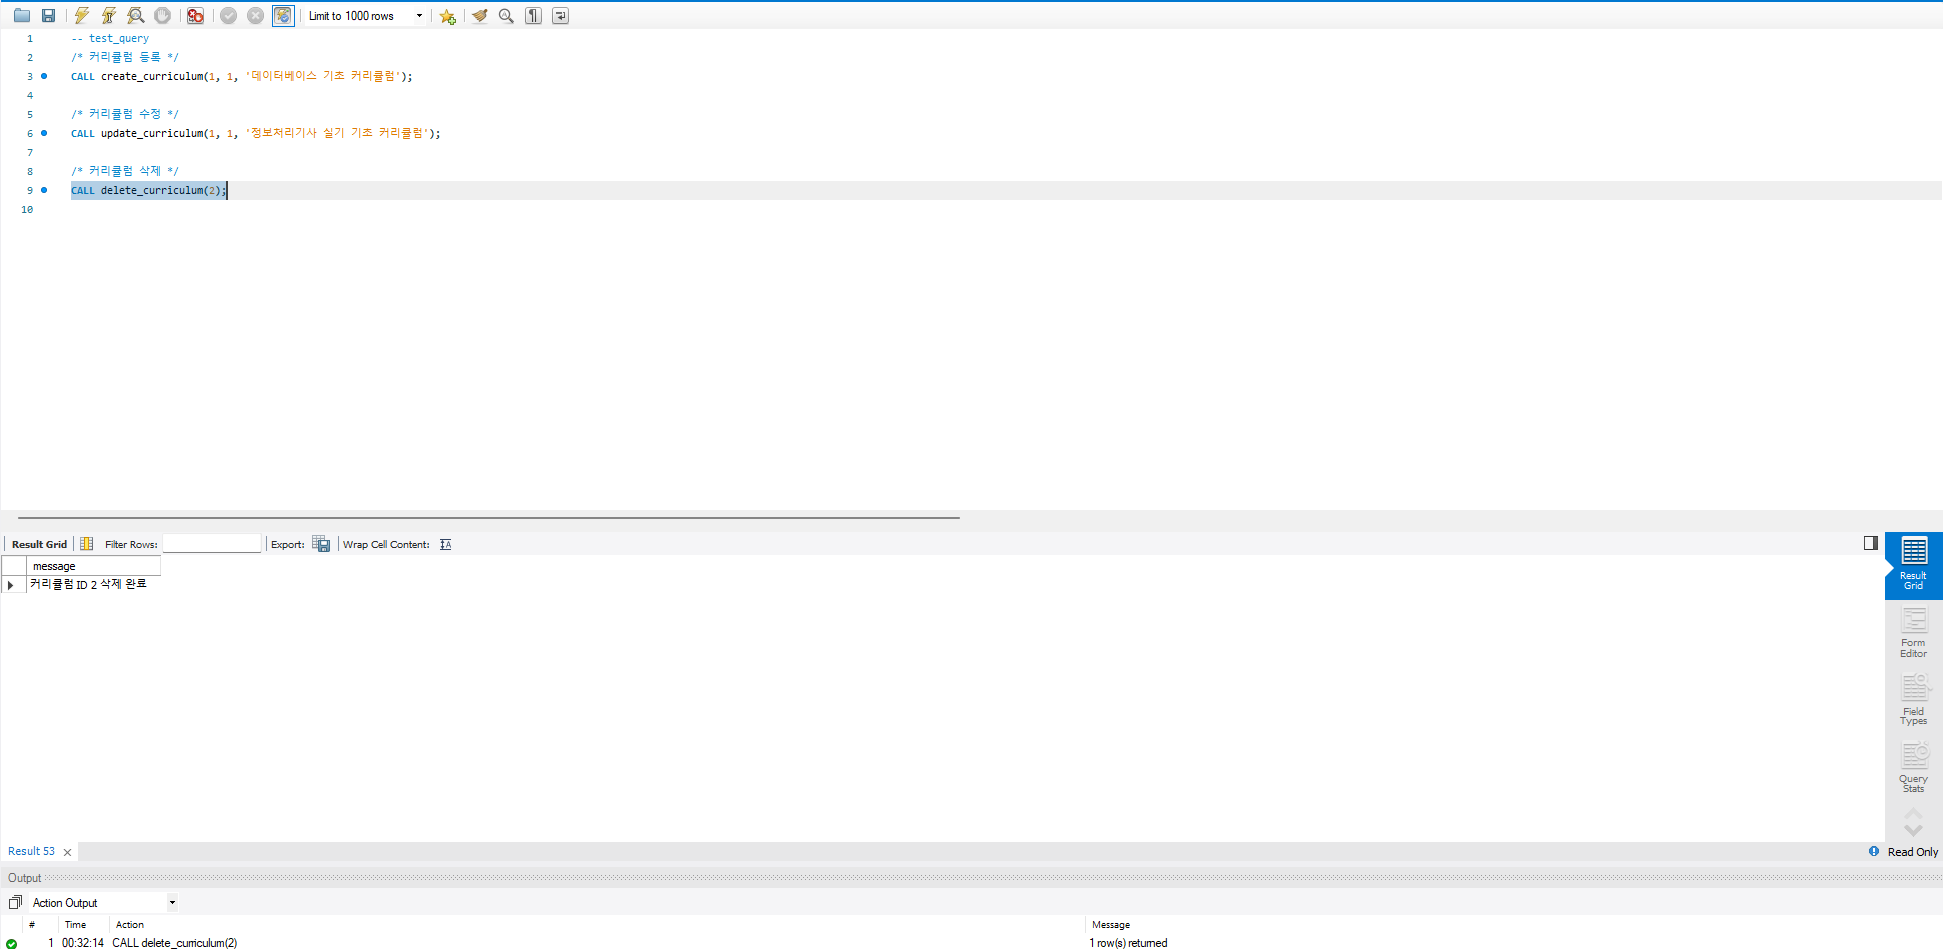 Limit to 1000 rows
1 -- test_query
2 /* 커리큘럼 등록 */
3 CALL create_curriculum(1, 1, '데이터베이스 기초 커리큘럼');
4
5 /* 커리큘럼 수정 */
6 CALL update_curriculum(1, 1, '정보처리기사 실기 기초 커리큘럼');
7
8 /* 커리큘럼 삭제 */
9 CALL delete_curriculum(2);
10
Result Grid Filter Rows: Export: Wrap Cell Content:
message
커리큘럼 ID 2 삭제 완료
Result
Grid
Form
Editor
Field
Types
Query
Stats
Result 53 Read Only
Output
Action Output
# Time Action Message
1 00:32:14 CALL delete_curriculum(2) 1 row(s) returned